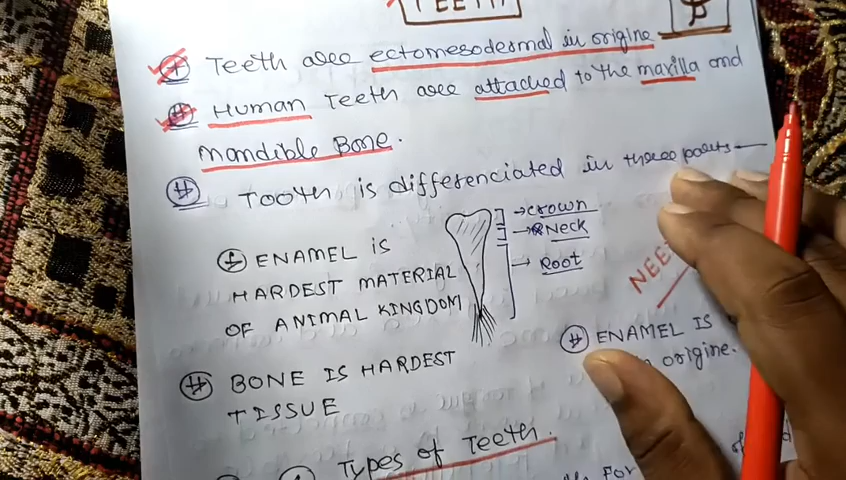 TEETH
Teeth are ectomesodermal in origine
Human Teeth are attached to the maxilla and
mandible Bone.
Tooth is differenciated in three parts —
→ crown
→ Neck
→ Root
ENAMEL IS
HARDEST MATERIAL
OF ANIMAL KINGDOM
NEE
ENAMEL IS
origine.
BONE IS HARDEST
TISSUE
Types of Teeth.